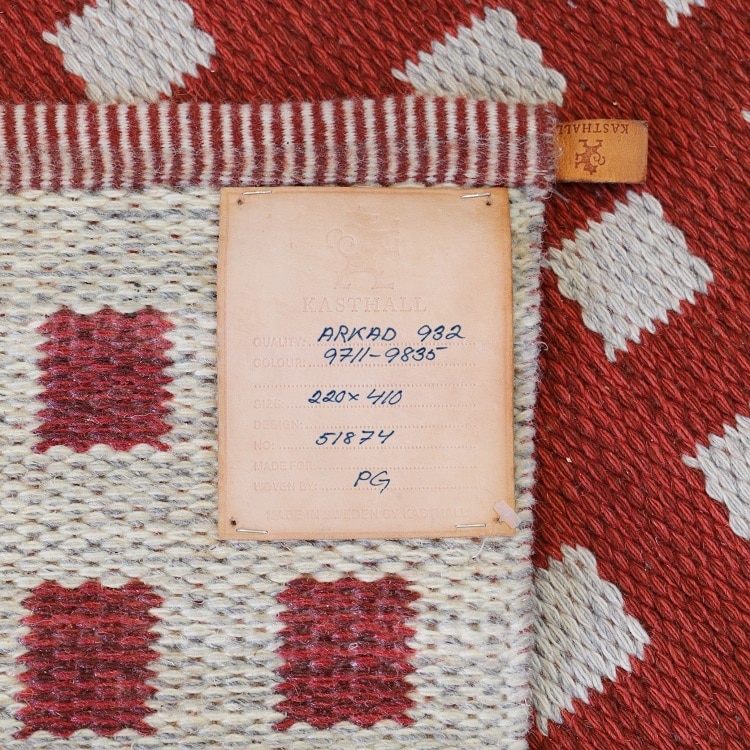 KASTHALL
KASTHALL
QUALITY: ARKAD 932
COLOUR: 9711-9835
SIZE: 220 x 410
DESIGN:
NO: 51874
MADE FOR:
WOVEN BY: PG
MADE IN SWEDEN BY KASTHALL